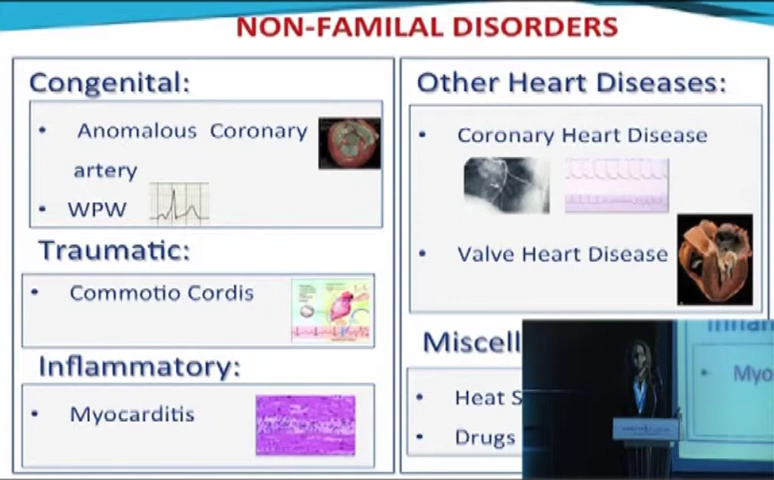 NON-FAMILAL DISORDERS
Congenital:
• Anomalous Coronary
artery
• WPW
Traumatic:
• Commotio Cordis
Inflammatory:
• Myocarditis
Other Heart Diseases:
• Coronary Heart Disease
• Valve Heart Disease
Miscell
• Heat S
• Drugs
• Myo